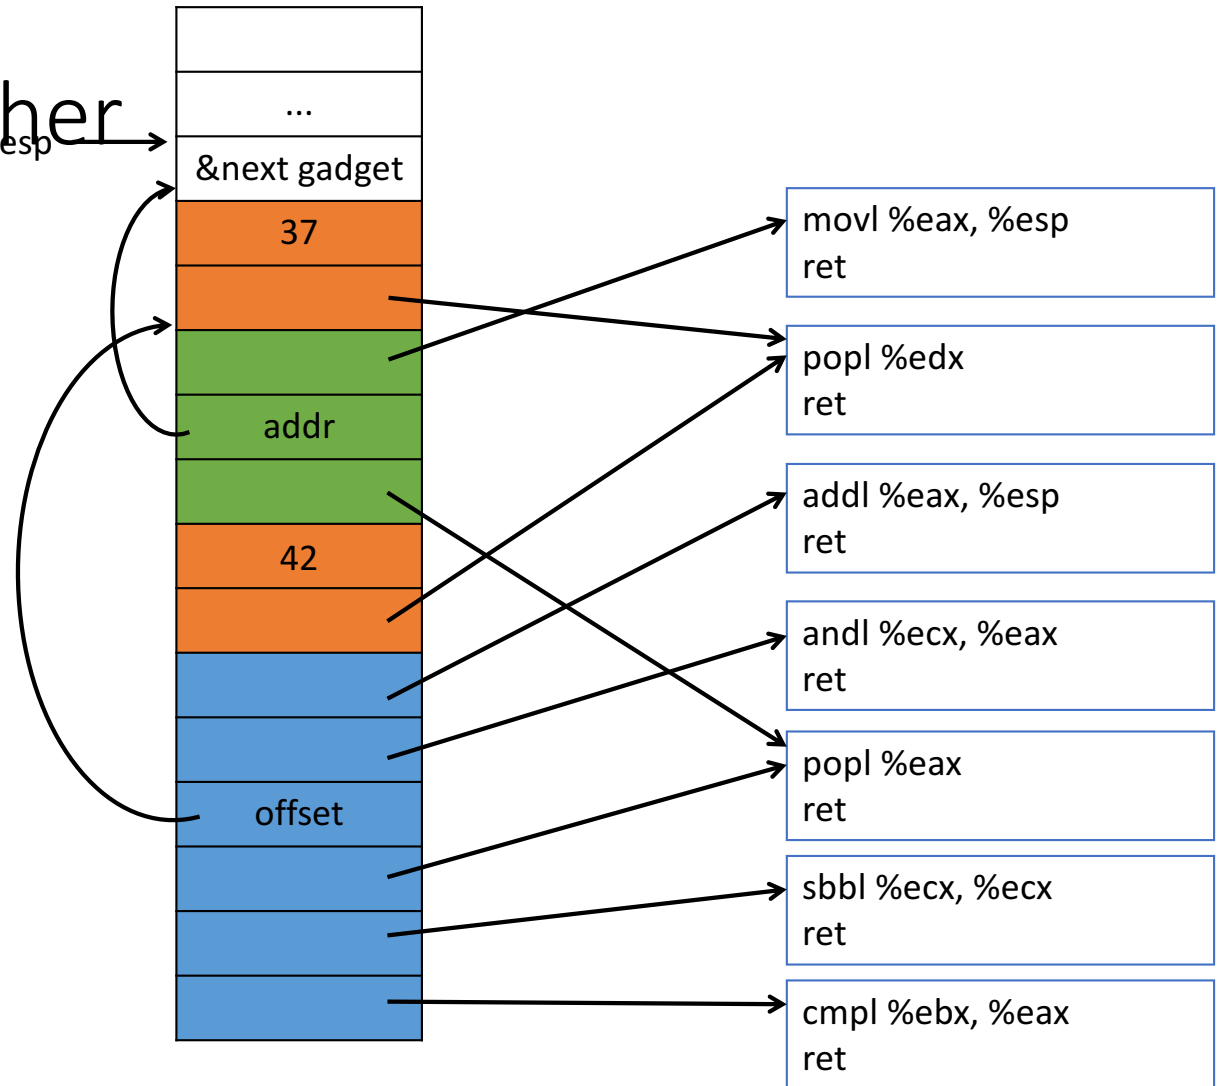 her
esp
...
&next gadget
37
addr
42
offset
movl %eax, %esp
ret
popl %edx
ret
addl %eax, %esp
ret
andl %ecx, %eax
ret
popl %eax
ret
sbbl %ecx, %ecx
ret
cmpl %ebx, %eax
ret